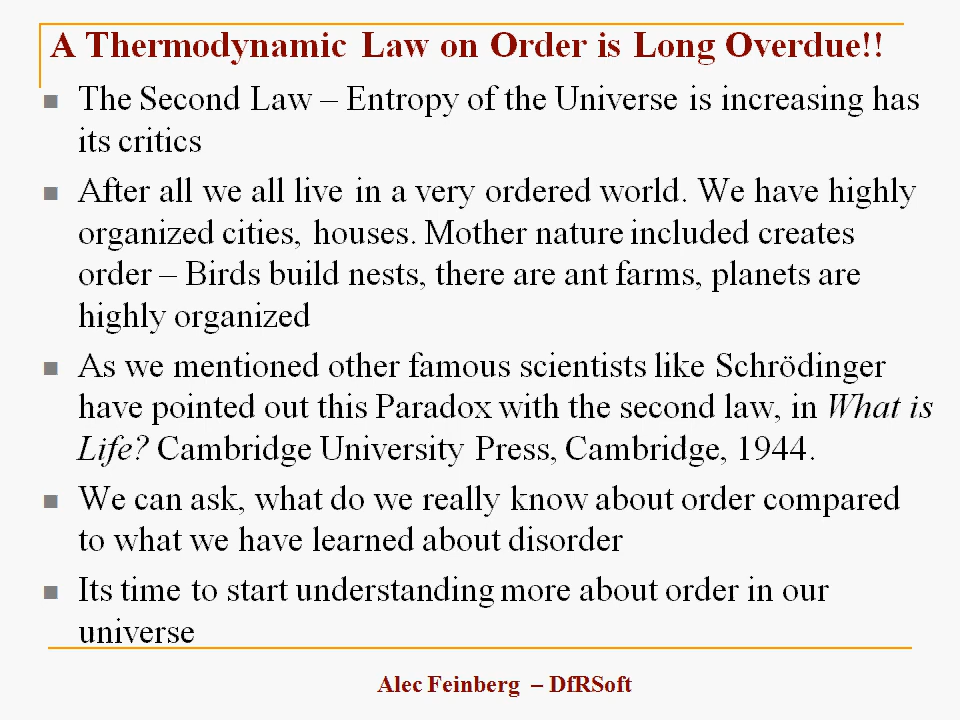 A Thermodynamic Law on Order is Long Overdue!!
The Second Law – Entropy of the Universe is increasing has
its critics
After all we all live in a very ordered world. We have highly
organized cities, houses. Mother nature included creates
order – Birds build nests, there are ant farms, planets are
highly organized
As we mentioned other famous scientists like Schrödinger
have pointed out this Paradox with the second law, in What is
Life? Cambridge University Press, Cambridge, 1944.
We can ask, what do we really know about order compared
to what we have learned about disorder
Its time to start understanding more about order in our
universe
Alec Feinberg – DfRSoft